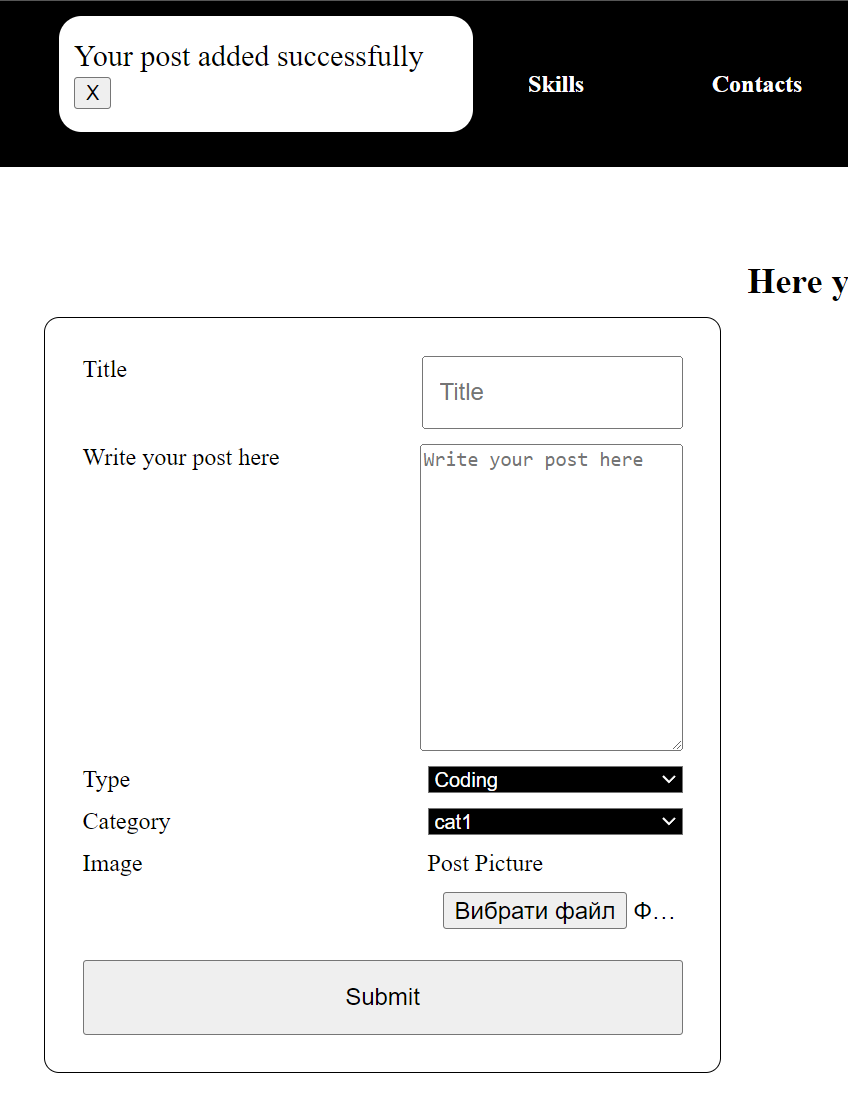 Your post added successfully
X
Skills
Contacts
Here y
Title
Title
Write your post here
Write your post here
Type
Coding
Category
cat1
Image
Post Picture
Вибрати файл Ф...
Submit